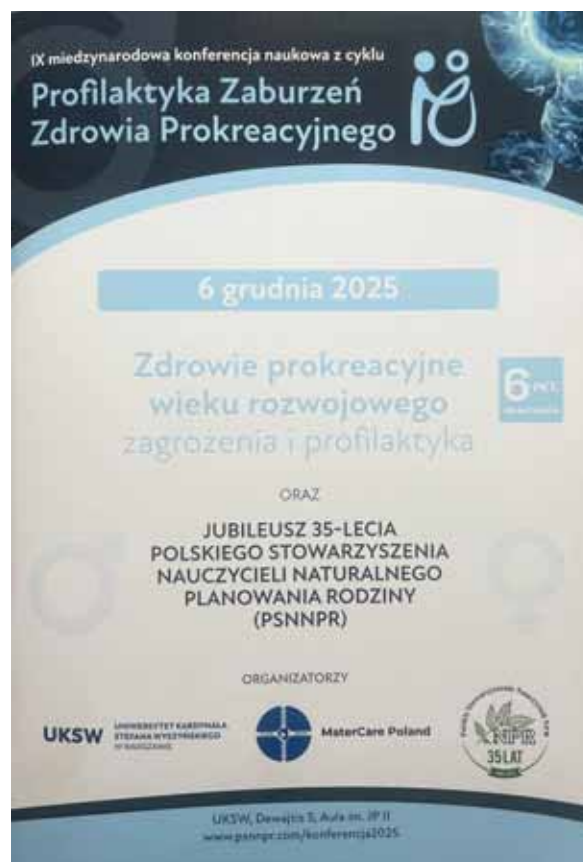 IX miedzynarodowa konferencja naukowa z cyklu
Profilaktyka Zaburzeń
Zdrowia Prokreacyjnego
6 grudnia 2025
Zdrowie prokreacyjne
wieku rozwojowego
zagrożenia i profilaktyka
6 PKT.
ORAZ
JUBILEUSZ 35-LECIA
POLSKIEGO STOWARZYSZENIA
NAUCZYCIELI NATURALNEGO
PLANOWANIA RODZINY
(PSNNPR)
ORGANIZATORZY
UKSW
UNIWERSYTET KARDYNAŁA
STEFANA WYSZYŃSKIEGO
W WARSZAWIE
MaterCare Poland
35 LAT
UKSW, Dewajtis 5, Aula im. JP II
www.psnnpr.com/konferencja2025